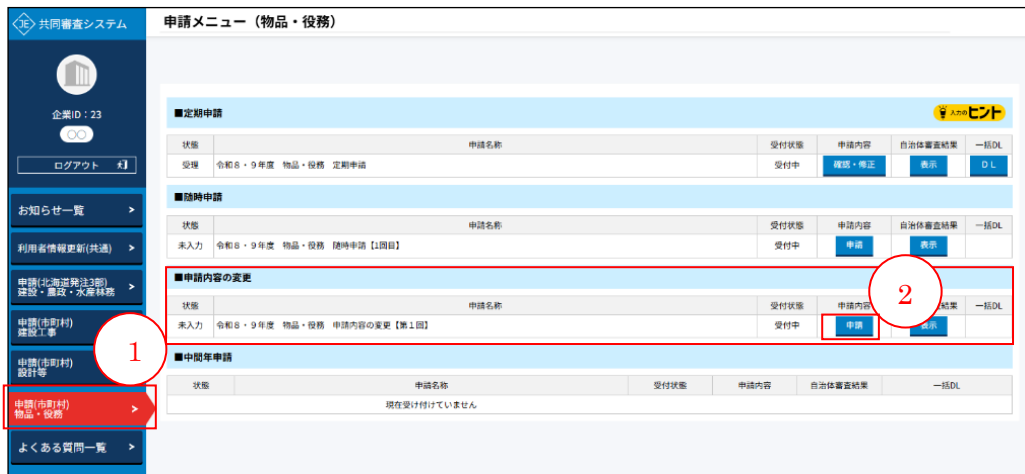 JE 共同審査システム
申請メニュー（物品・役務）
企業ID：23
○○
ログアウト
お知らせ一覧 >
利用者情報更新(共通) >
申請(北海道発注3部)
建設・農政・水産林務 >
申請(市町村)
建設工事
申請(市町村)
設計等
申請(市町村)
物品・役務 >
よくある質問一覧 >
1
■定期申請
入力のヒント
状態 申請名称 受付状態 申請内容 自治体審査結果 一括DL
受理 令和8・9年度 物品・役務 定期申請 受付中 確認・修正 表示 DL
■随時申請
状態 申請名称 受付状態 申請内容 自治体審査結果 一括DL
未入力 令和8・9年度 物品・役務 随時申請【1回目】 受付中 申請 表示
■申請内容の変更
2
状態 申請名称 受付状態 申請内容 結果 一括DL
未入力 令和8・9年度 物品・役務 申請内容の変更【第1回】 受付中 申請 表示
■中間年申請
状態 申請名称 受付状態 申請内容 自治体審査結果 一括DL
現在受け付けていません